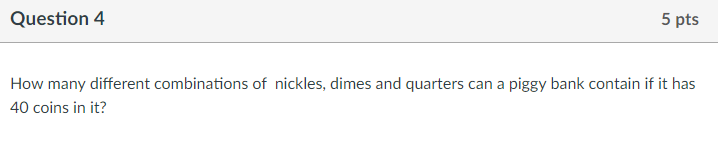 Question 4
5 pts
How many different combinations of  nickles, dimes and quarters can a piggy bank contain if it has
40 coins in it?